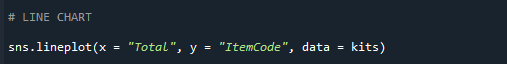 # LINE CHART
sns.lineplot(x = "Total", y = "ItemCode", data = kits)